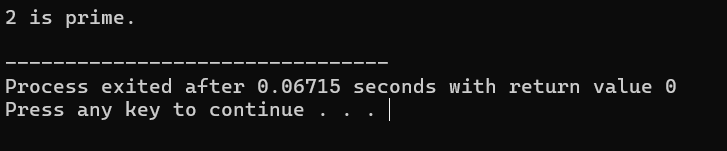 2 is prime.
--------------------------------
Process exited after 0.06715 seconds with return value 0
Press any key to continue . . .